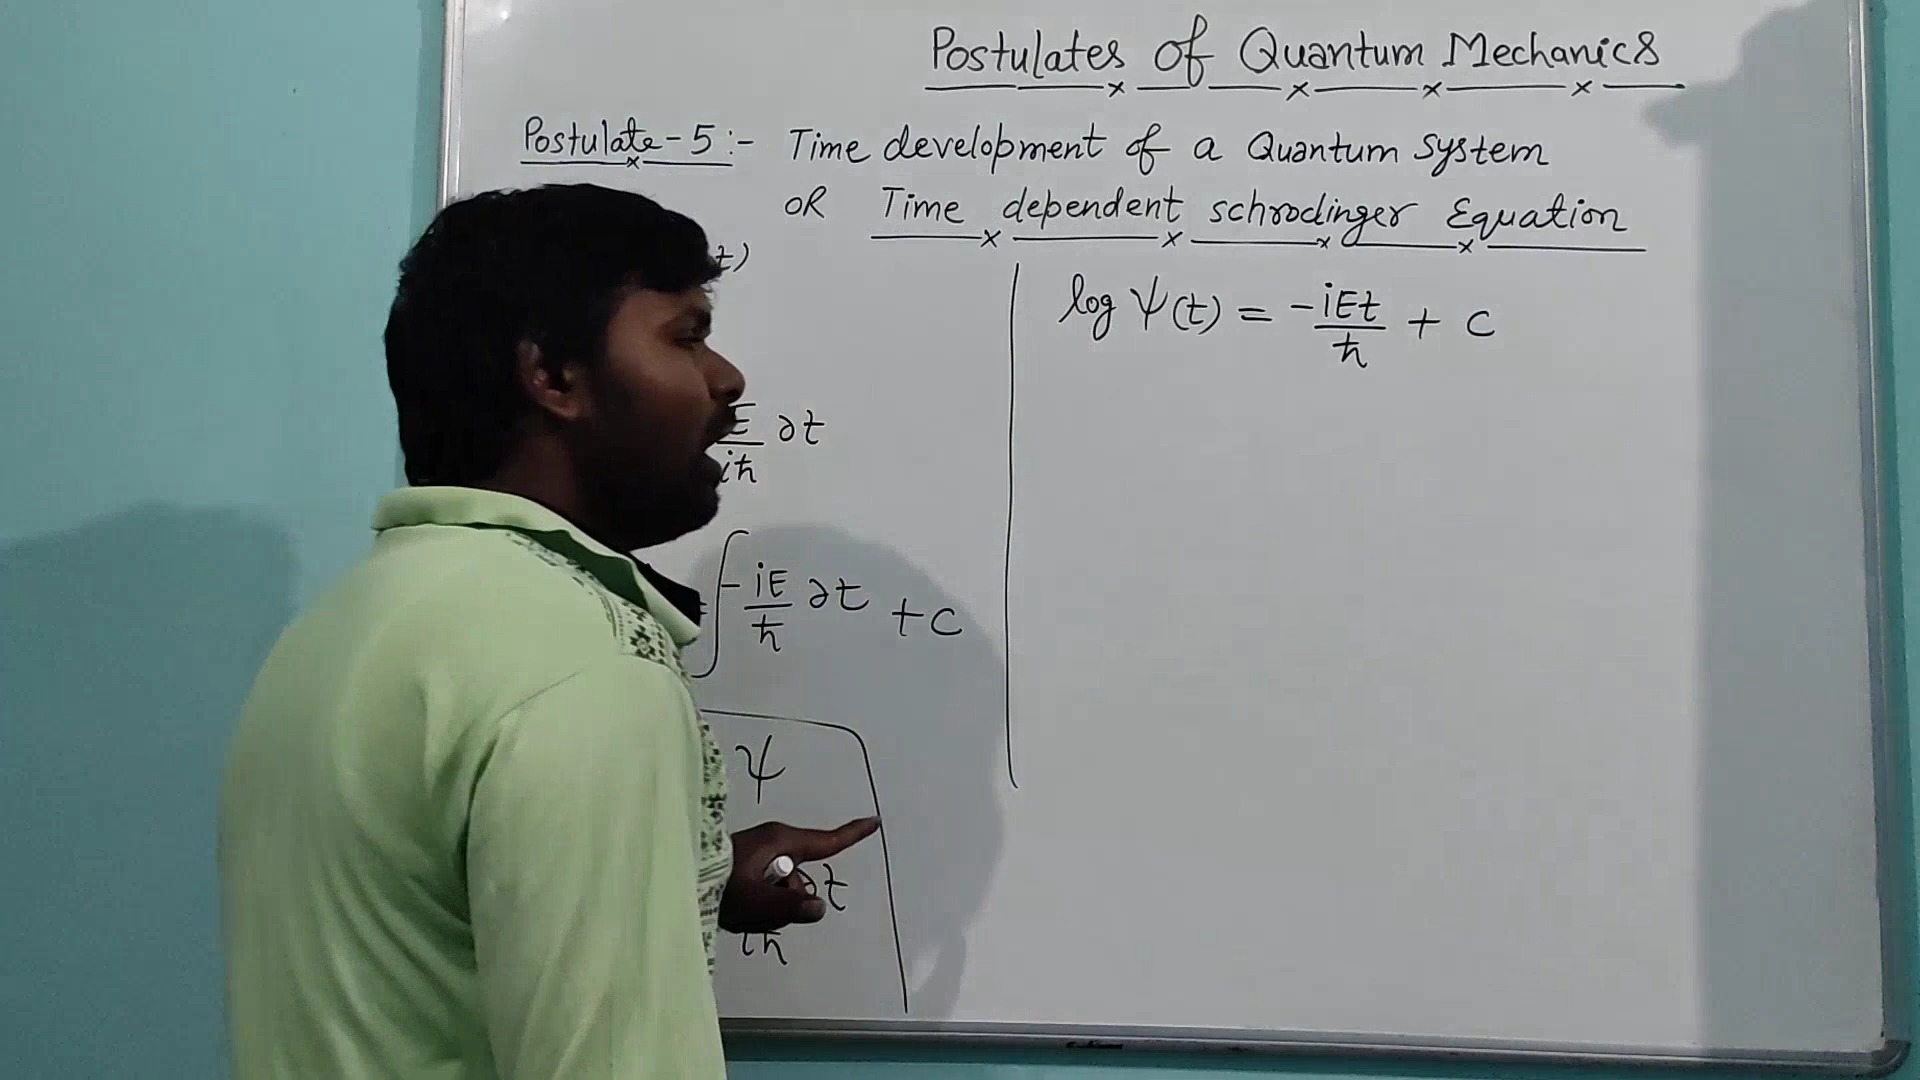 Postulates of Quantum Mechanics
Postulate-5:- Time development of a Quantum System
OR Time dependent schrodinger Equation
t)
E/iħ ∂t
= ∫ -iE/ħ ∂t + C
ψ
∂t
iħ
log ψ(t) = -iEt/ħ + C